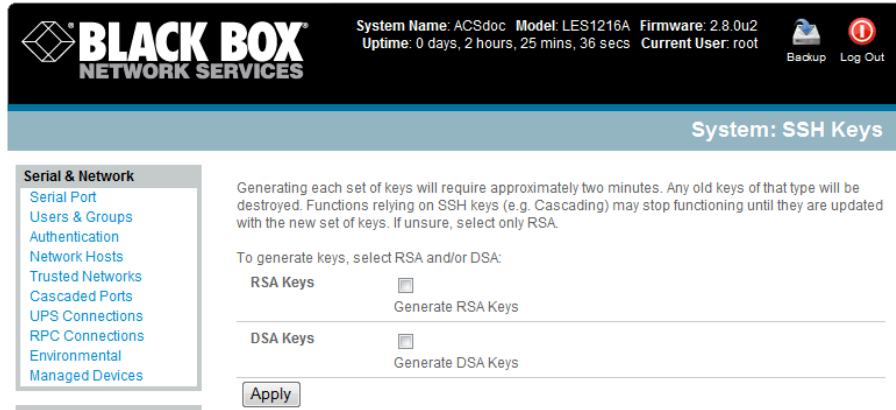 BLACK BOX
NETWORK SERVICES
System Name: ACSdoc Model: LES1216A Firmware: 2.8.0u2
Uptime: 0 days, 2 hours, 25 mins, 36 secs Current User: root
Backup
Log Out
System: SSH Keys
Serial & Network
Serial Port
Users & Groups
Authentication
Network Hosts
Trusted Networks
Cascaded Ports
UPS Connections
RPC Connections
Environmental
Managed Devices
Generating each set of keys will require approximately two minutes. Any old keys of that type will be
destroyed. Functions relying on SSH keys (e.g. Cascading) may stop functioning until they are updated
with the new set of keys. If unsure, select only RSA.
To generate keys, select RSA and/or DSA:
RSA Keys
Generate RSA Keys
DSA Keys
Generate DSA Keys
Apply